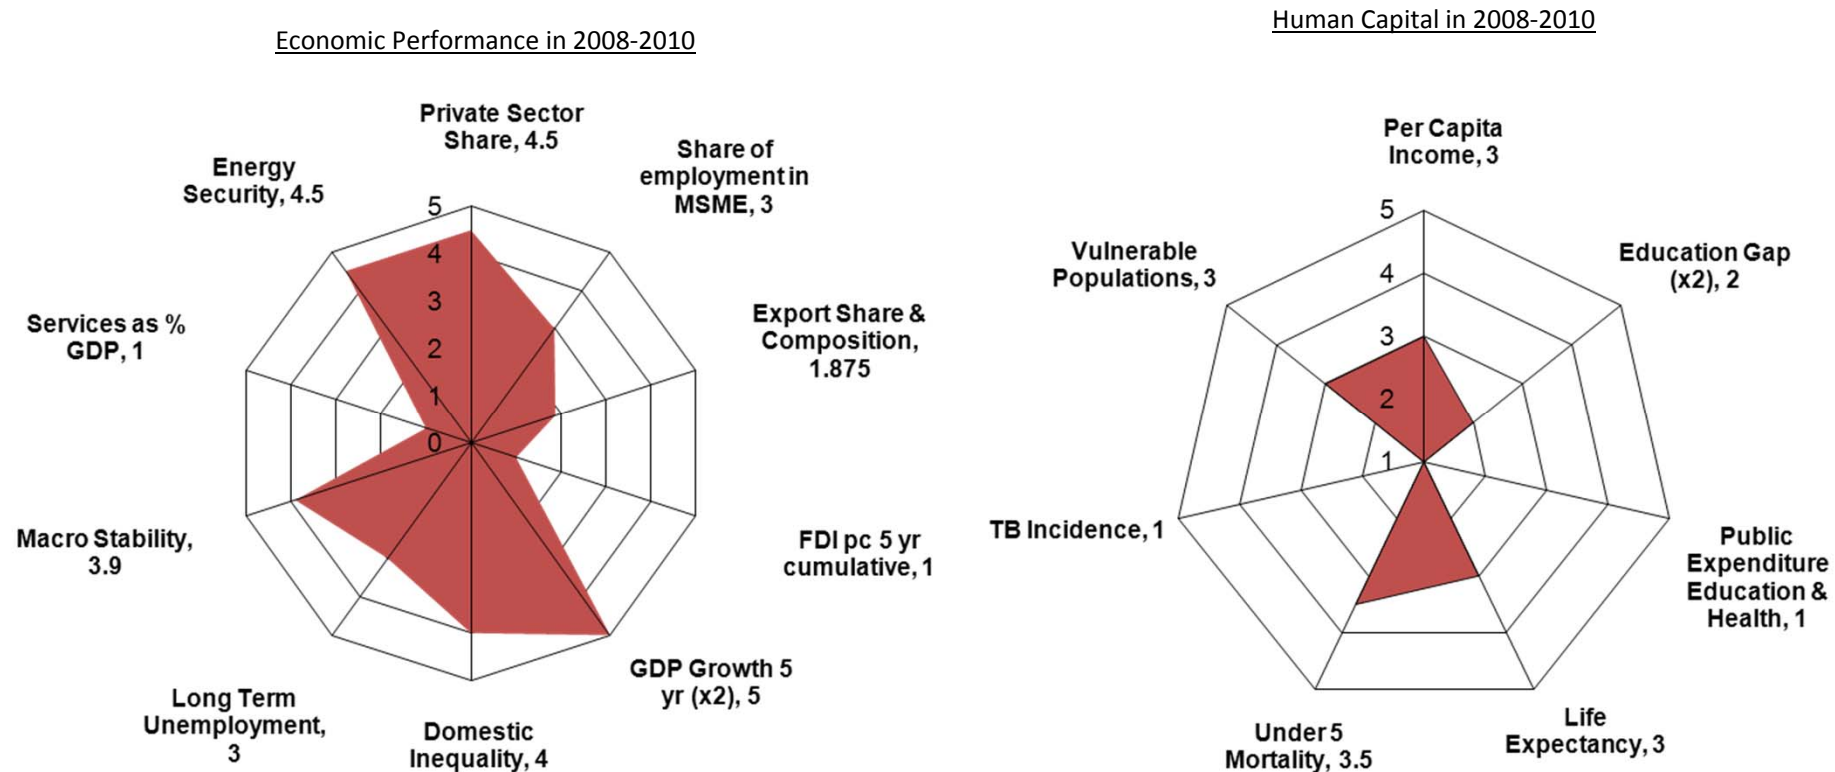 Economic Performance in 2008-2010
Private Sector
Share, 4.5
Share of
employment in
MSME, 3
Export Share &
Composition,
1.875
FDI pc 5 yr
cumulative, 1
GDP Growth 5
yr (x2), 5
Domestic
Inequality, 4
Long Term
Unemployment,
3
Macro Stability,
3.9
Services as %
GDP, 1
Energy
Security, 4.5
5
4
3
2
1
0
Human Capital in 2008-2010
Per Capita
Income, 3
Education Gap
(x2), 2
Public
Expenditure
Education &
Health, 1
Life
Expectancy, 3
Under 5
Mortality, 3.5
TB Incidence, 1
Vulnerable
Populations, 3
5
4
3
2
1